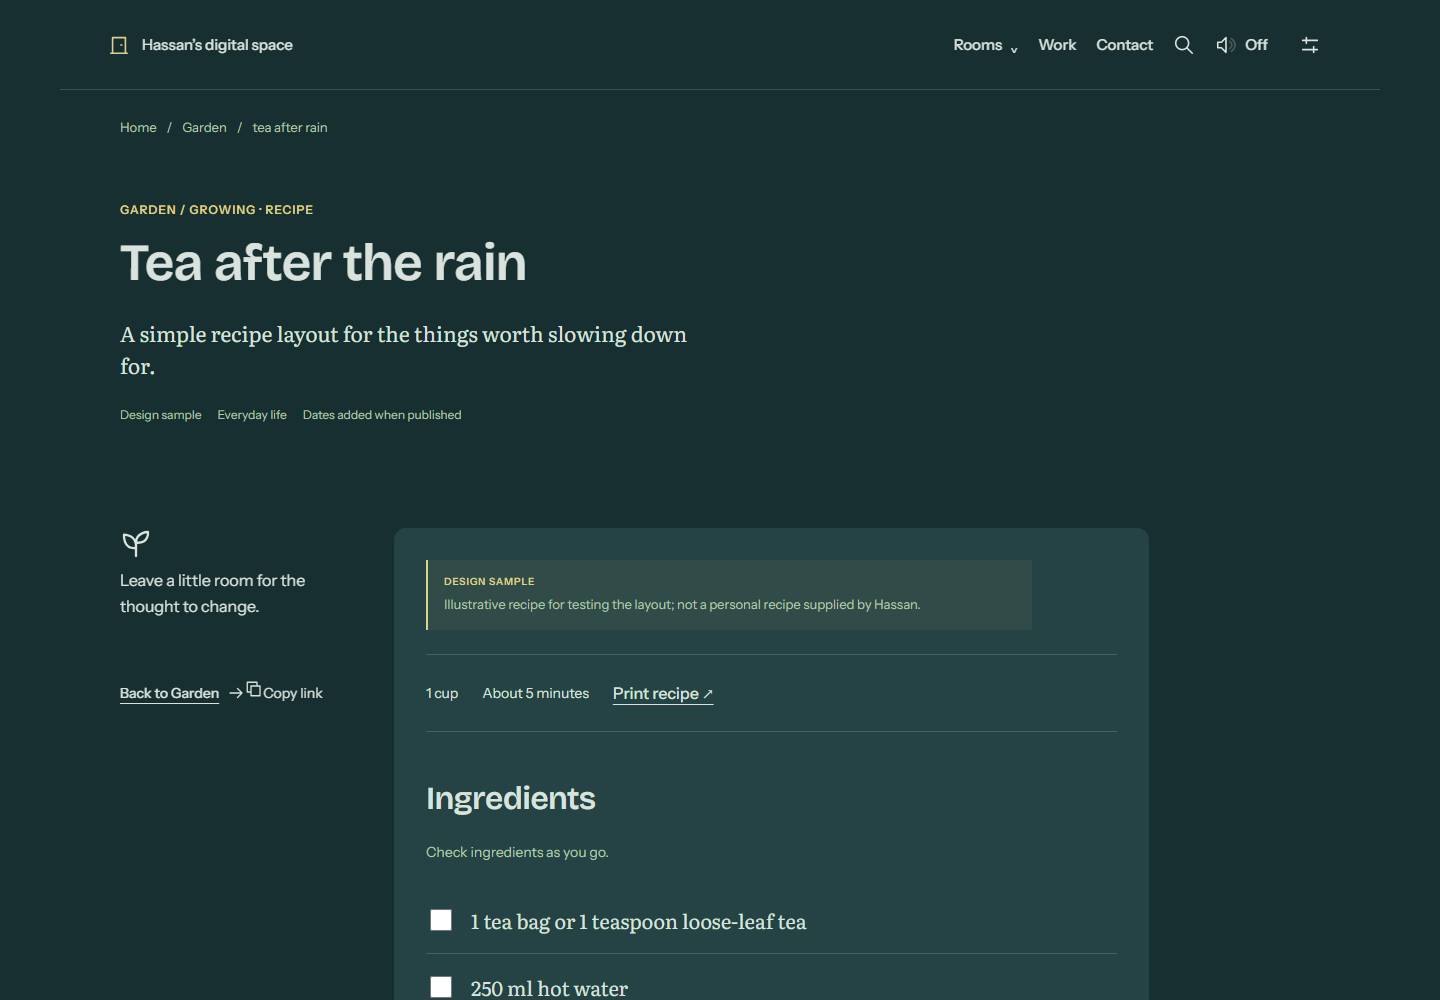 Hassan's digital space
Rooms Work Contact Off
Home / Garden / tea after rain
GARDEN / GROWING · RECIPE
Tea after the rain
A simple recipe layout for the things worth slowing down
for.
Design sample Everyday life Dates added when published
Leave a little room for the
thought to change.
Back to Garden → Copy link
DESIGN SAMPLE
Illustrative recipe for testing the layout; not a personal recipe supplied by Hassan.
1 cup About 5 minutes Print recipe ↗
Ingredients
Check ingredients as you go.
1 tea bag or 1 teaspoon loose-leaf tea
250 ml hot water